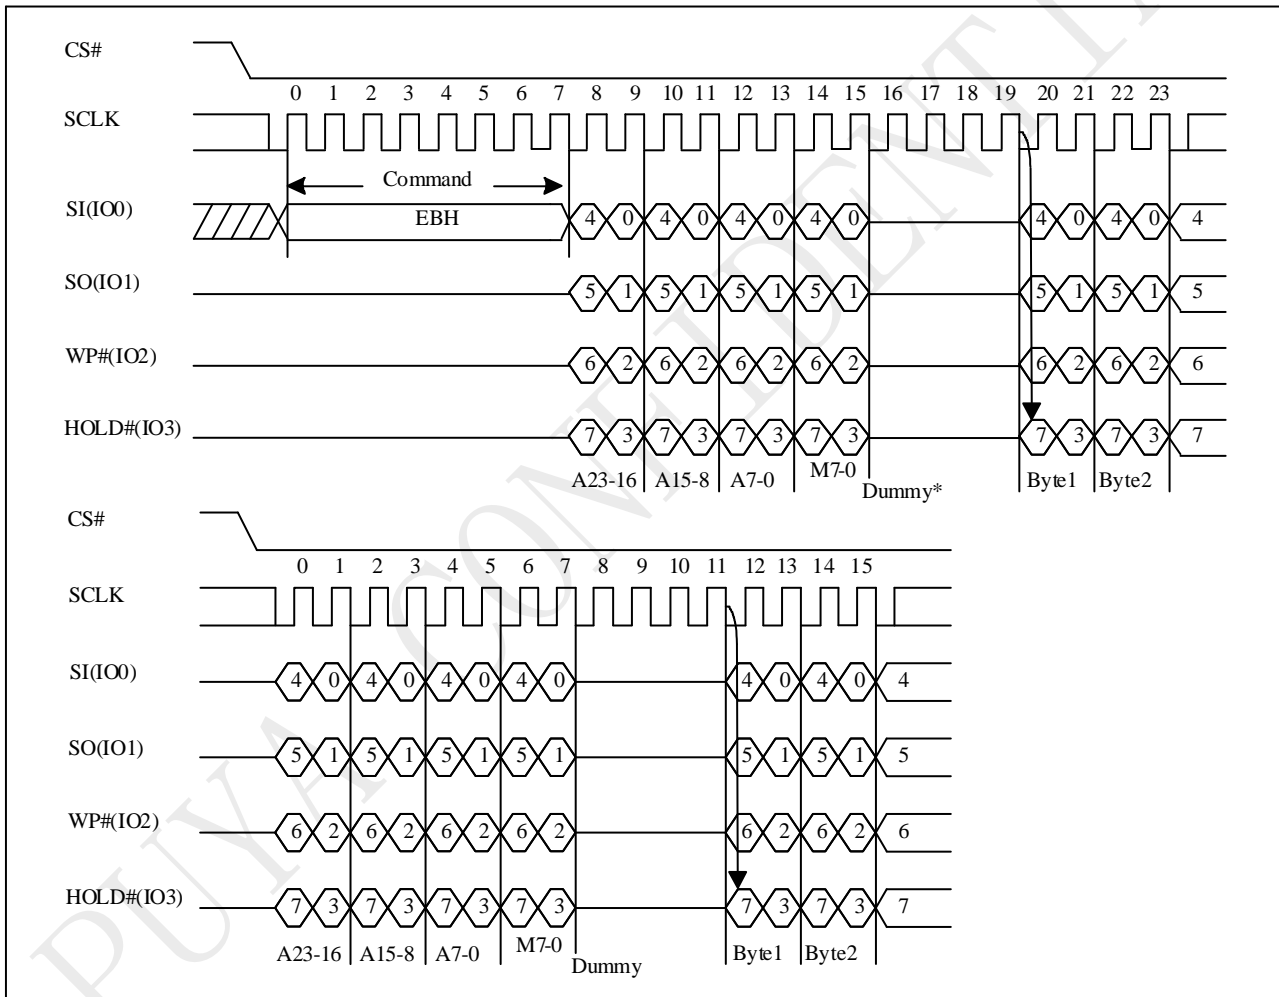 CS#
0 1 2 3 4 5 6 7 8 9 10 11 12 13 14 15 16 17 18 19 20 21 22 23
SCLK
Command
SI(IO0) EBH 4 0 4 0 4 0 4 0 4 0 4 0 4
SO(IO1) 5 1 5 1 5 1 5 1 5 1 5 1 5
WP#(IO2) 6 2 6 2 6 2 6 2 6 2 6 2 6
HOLD#(IO3) 7 3 7 3 7 3 7 3 7 3 7 3 7
A23-16 A15-8 A7-0 M7-0 Dummy* Byte1 Byte2
CS#
0 1 2 3 4 5 6 7 8 9 10 11 12 13 14 15
SCLK
SI(IO0) 4 0 4 0 4 0 4 0 4 0 4 0 4
SO(IO1) 5 1 5 1 5 1 5 1 5 1 5 1 5
WP#(IO2) 6 2 6 2 6 2 6 2 6 2 6 2 6
HOLD#(IO3) 7 3 7 3 7 3 7 3 7 3 7 3 7
A23-16 A15-8 A7-0 M7-0 Dummy Byte1 Byte2
PUYA CONFIDENTIA